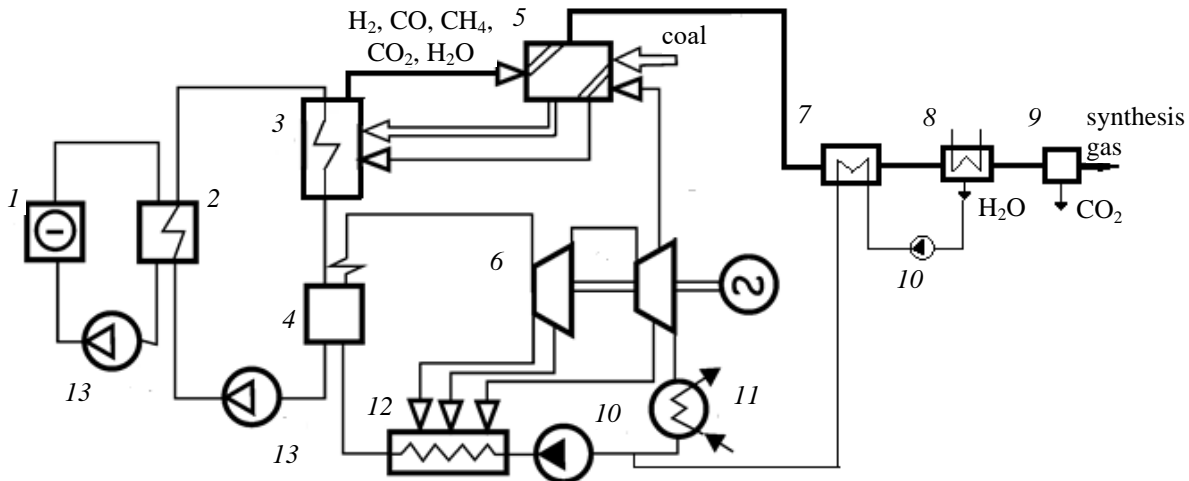 H₂, CO, CH₄,
CO₂, H₂O
5
coal
3
7
8
9
synthesis
gas
1
2
H₂O
CO₂
6
10
4
13
12
10
11
13